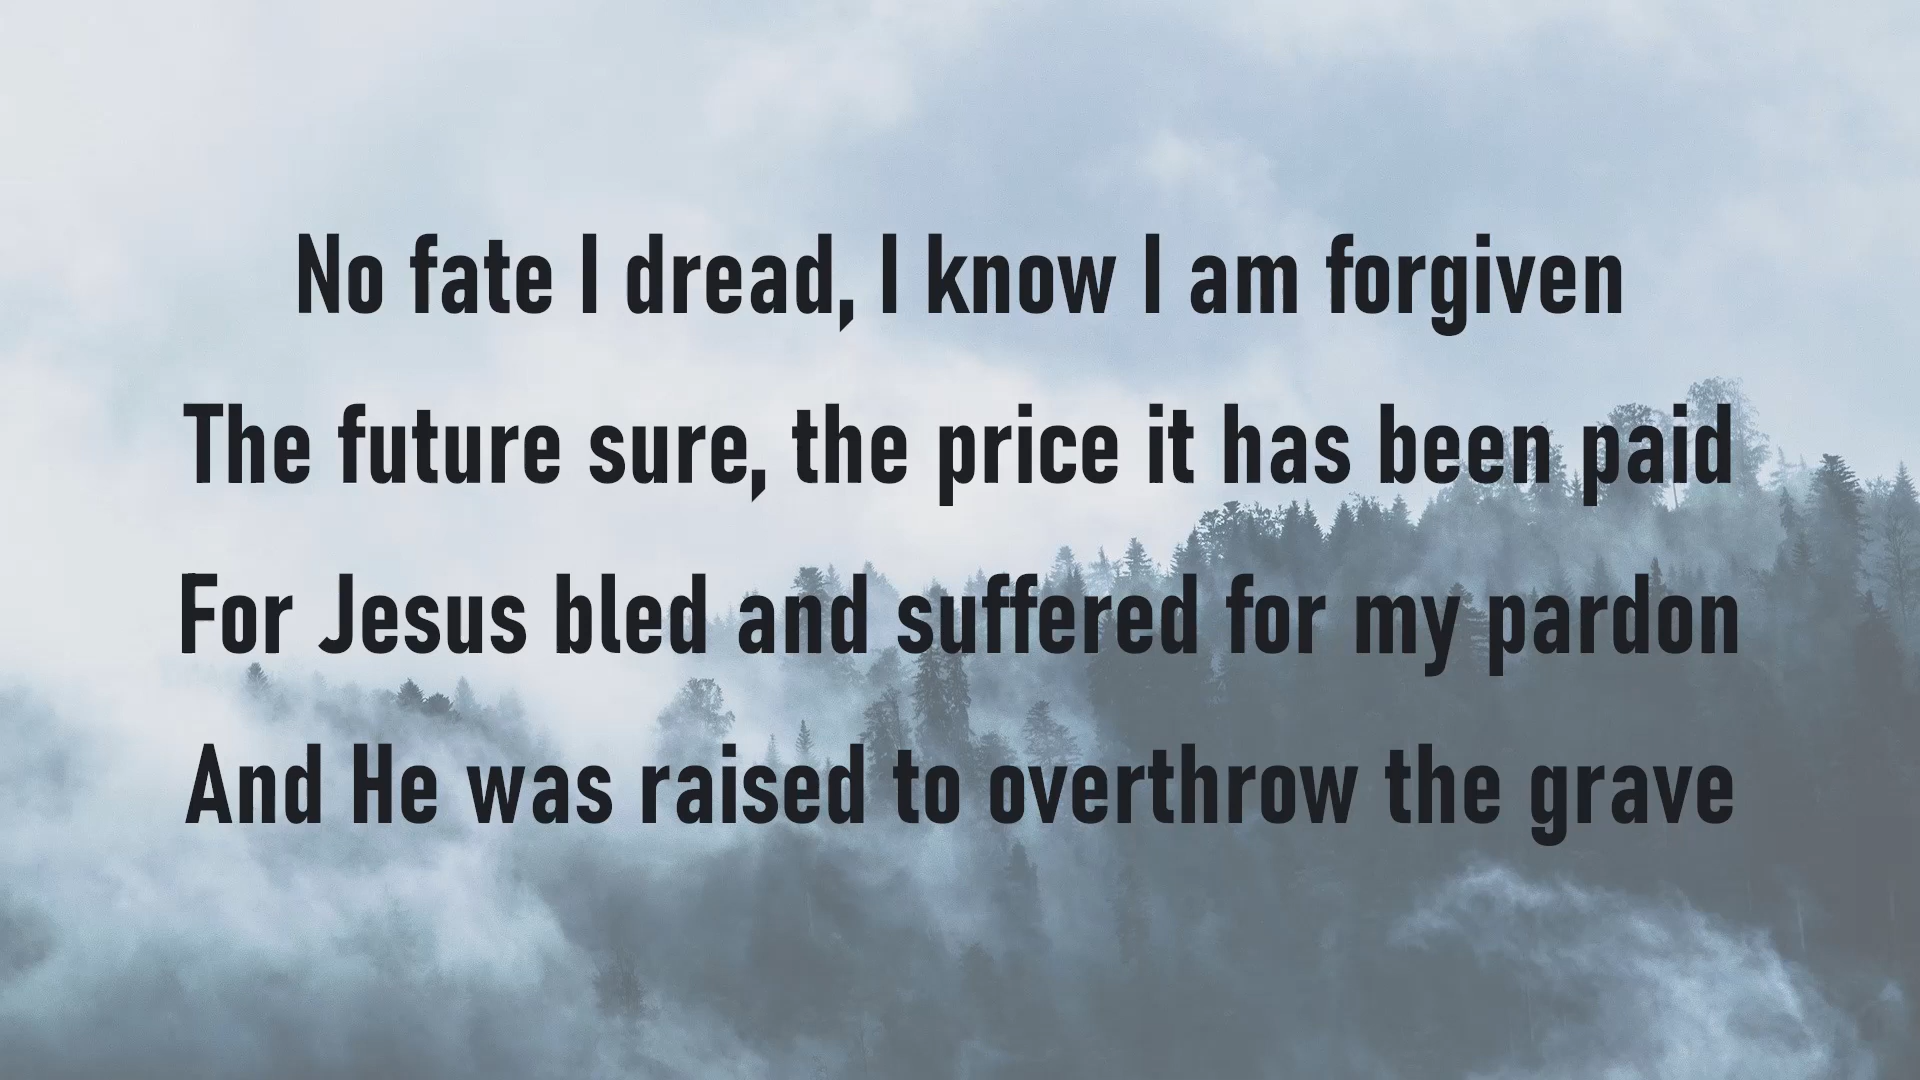 No fate I dread, I know I am forgiven
The future sure, the price it has been paid
For Jesus bled and suffered for my pardon
And He was raised to overthrow the grave